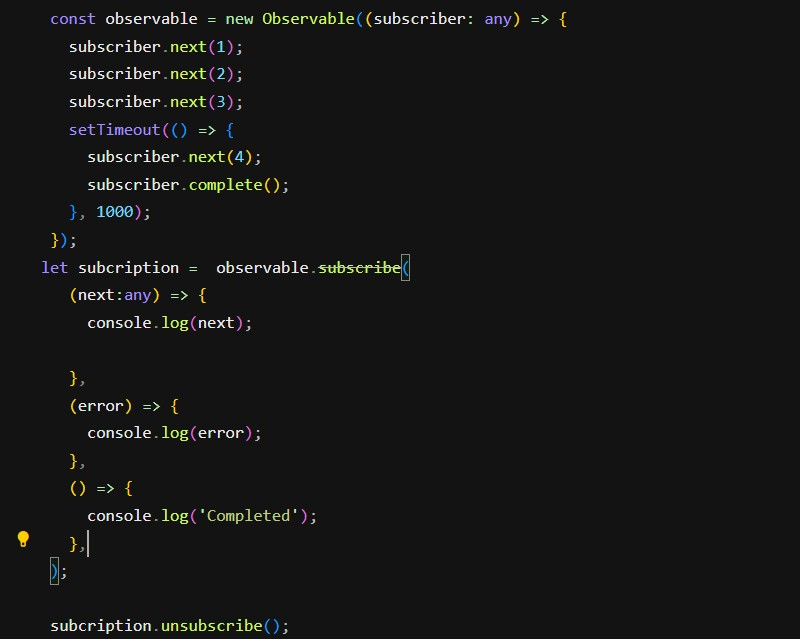 const observable = new Observable((subscriber: any) => {
subscriber.next(1);
subscriber.next(2);
subscriber.next(3);
setTimeout(() => {
subscriber.next(4);
subscriber.complete();
}, 1000);
});
let subcription =  observable.subscribe(
(next:any) => {
console.log(next);
},
(error) => {
console.log(error);
},
() => {
console.log('Completed');
},
);
subcription.unsubscribe();